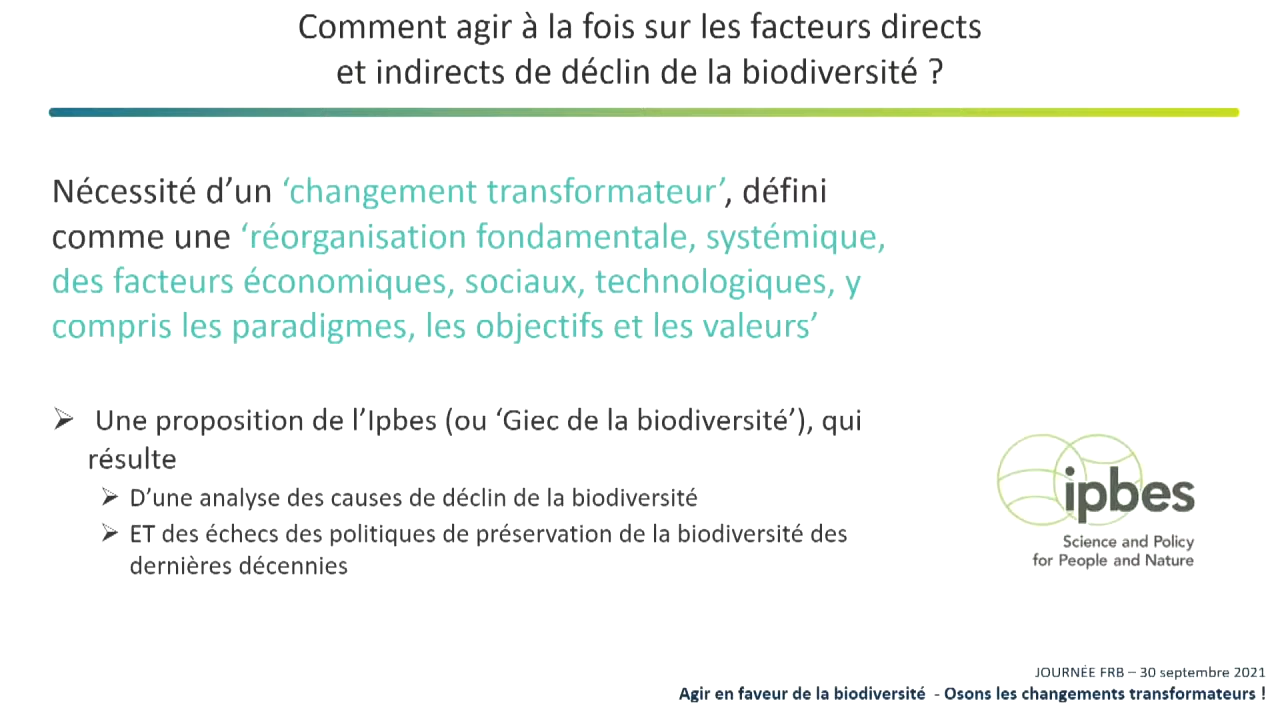 Comment agir à la fois sur les facteurs directs
et indirects de déclin de la biodiversité ?
Nécessité d’un ‘changement transformateur’, défini
comme une ‘réorganisation fondamentale, systémique,
des facteurs économiques, sociaux, technologiques, y
compris les paradigmes, les objectifs et les valeurs’
➢ Une proposition de l’Ipbes (ou ‘Giec de la biodiversité’), qui
résulte
➢ D’une analyse des causes de déclin de la biodiversité
➢ ET des échecs des politiques de préservation de la biodiversité des
dernières décennies
ipbes
Science and Policy
for People and Nature
JOURNÉE FRB – 30 septembre 2021
Agir en faveur de la biodiversité - Osons les changements transformateurs !